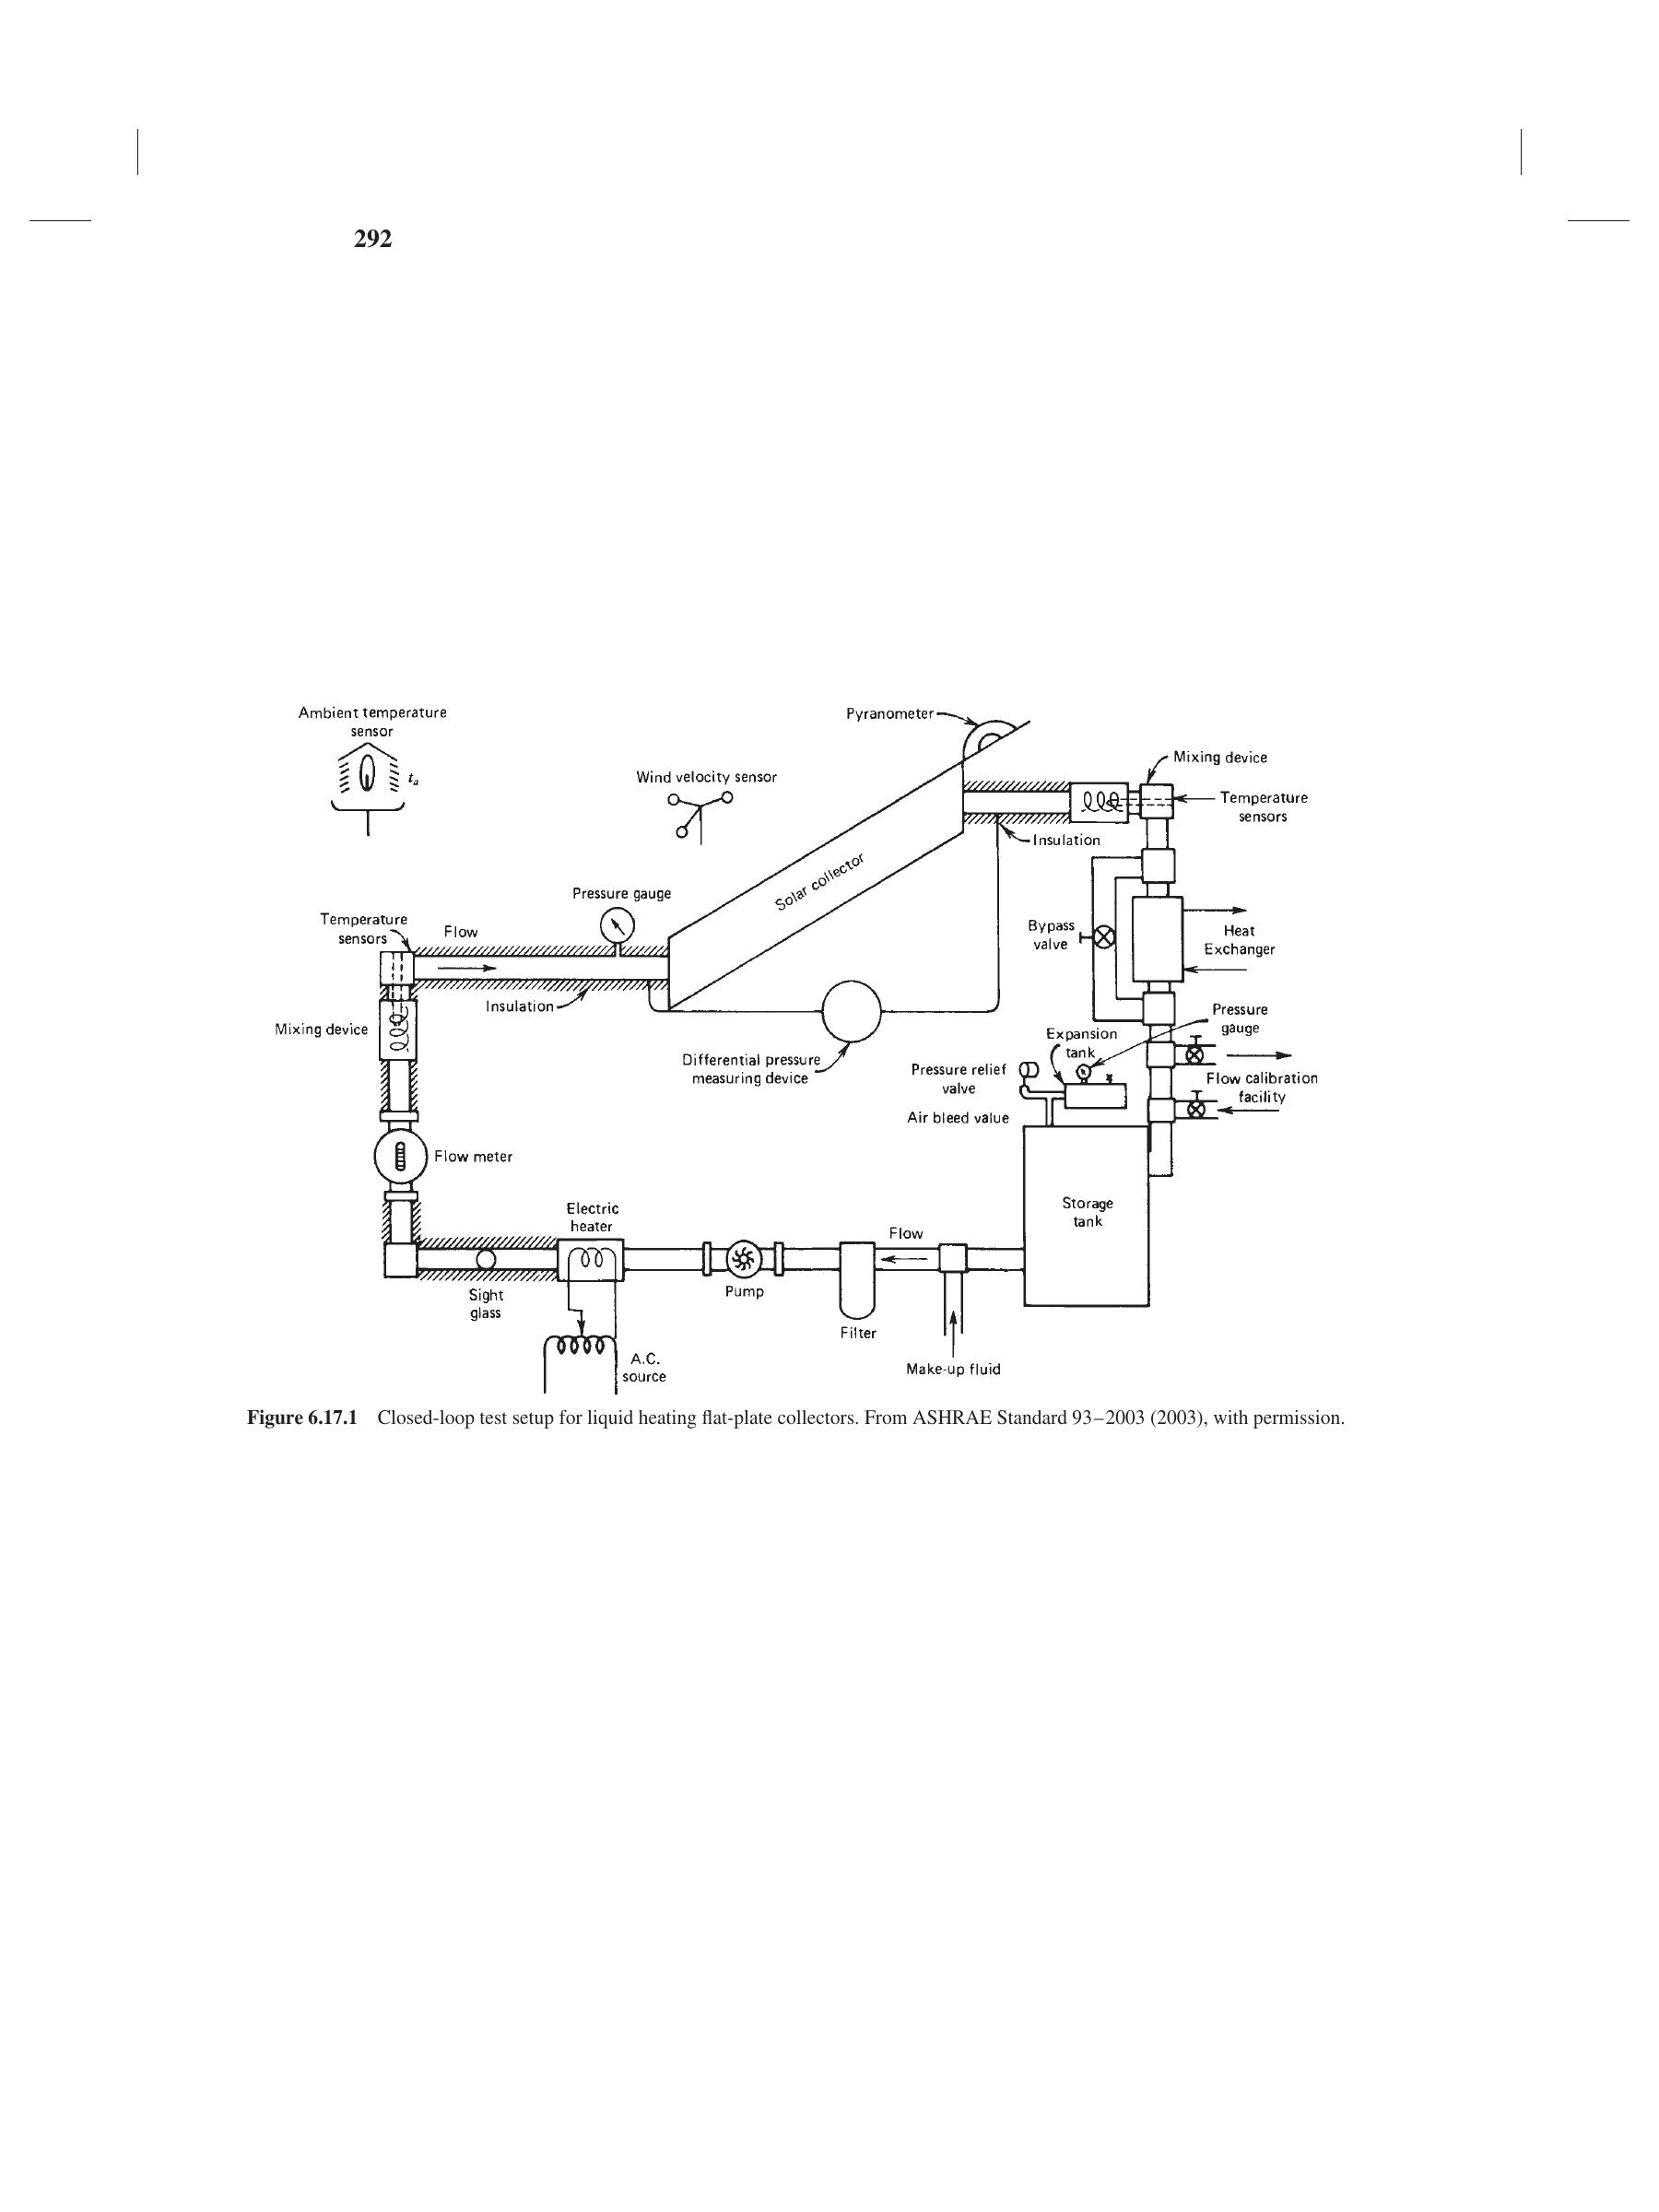 292
Ambient temperature
sensor
t_a
Pyranometer
Wind velocity sensor
Mixing device
Temperature
sensors
Insulation
Solar collector
Pressure gauge
Temperature
sensors
Flow
Bypass
valve
Heat
Exchanger
Insulation
Mixing device
Pressure
gauge
Expansion
tank
Differential pressure
measuring device
Pressure relief
valve
Flow calibration
facility
Air bleed value
Flow meter
Storage
tank
Electric
heater
Flow
Sight
glass
Pump
Filter
A.C.
source
Make-up fluid
Figure 6.17.1 Closed-loop test setup for liquid heating flat-plate collectors. From ASHRAE Standard 93–2003 (2003), with permission.